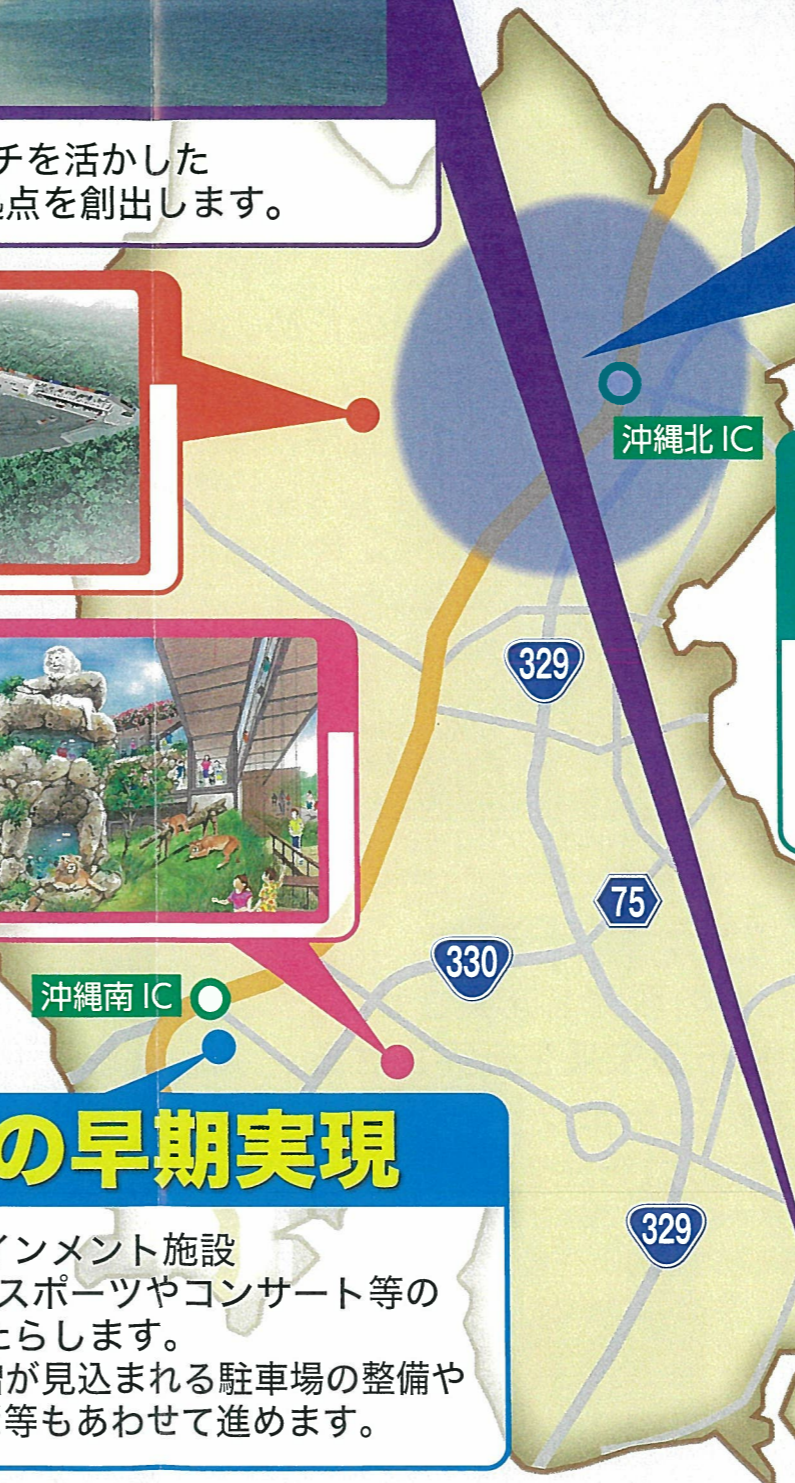 チを活かした
点を創出します。
沖縄北 IC
329
75
330
沖縄南 IC
の早期実現
インメント施設
スポーツやコンサート等の
たらします。
が見込まれる駐車場の整備や
等もあわせて進めます。
329